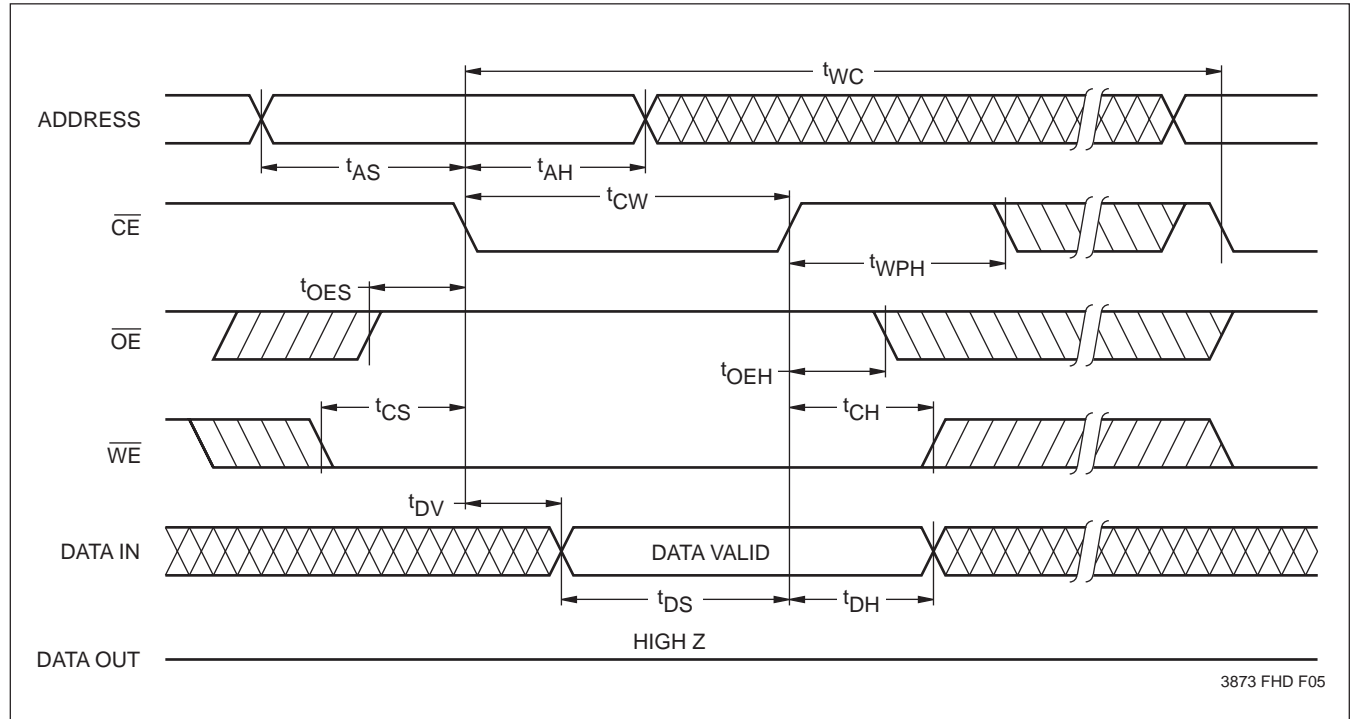 tWC
ADDRESS
tAS
tAH
tCW
CE
tWPH
tOES
OE
tOEH
tCS
tCH
WE
tDV
DATA IN
DATA VALID
tDS
tDH
HIGH Z
DATA OUT
3873 FHD F05